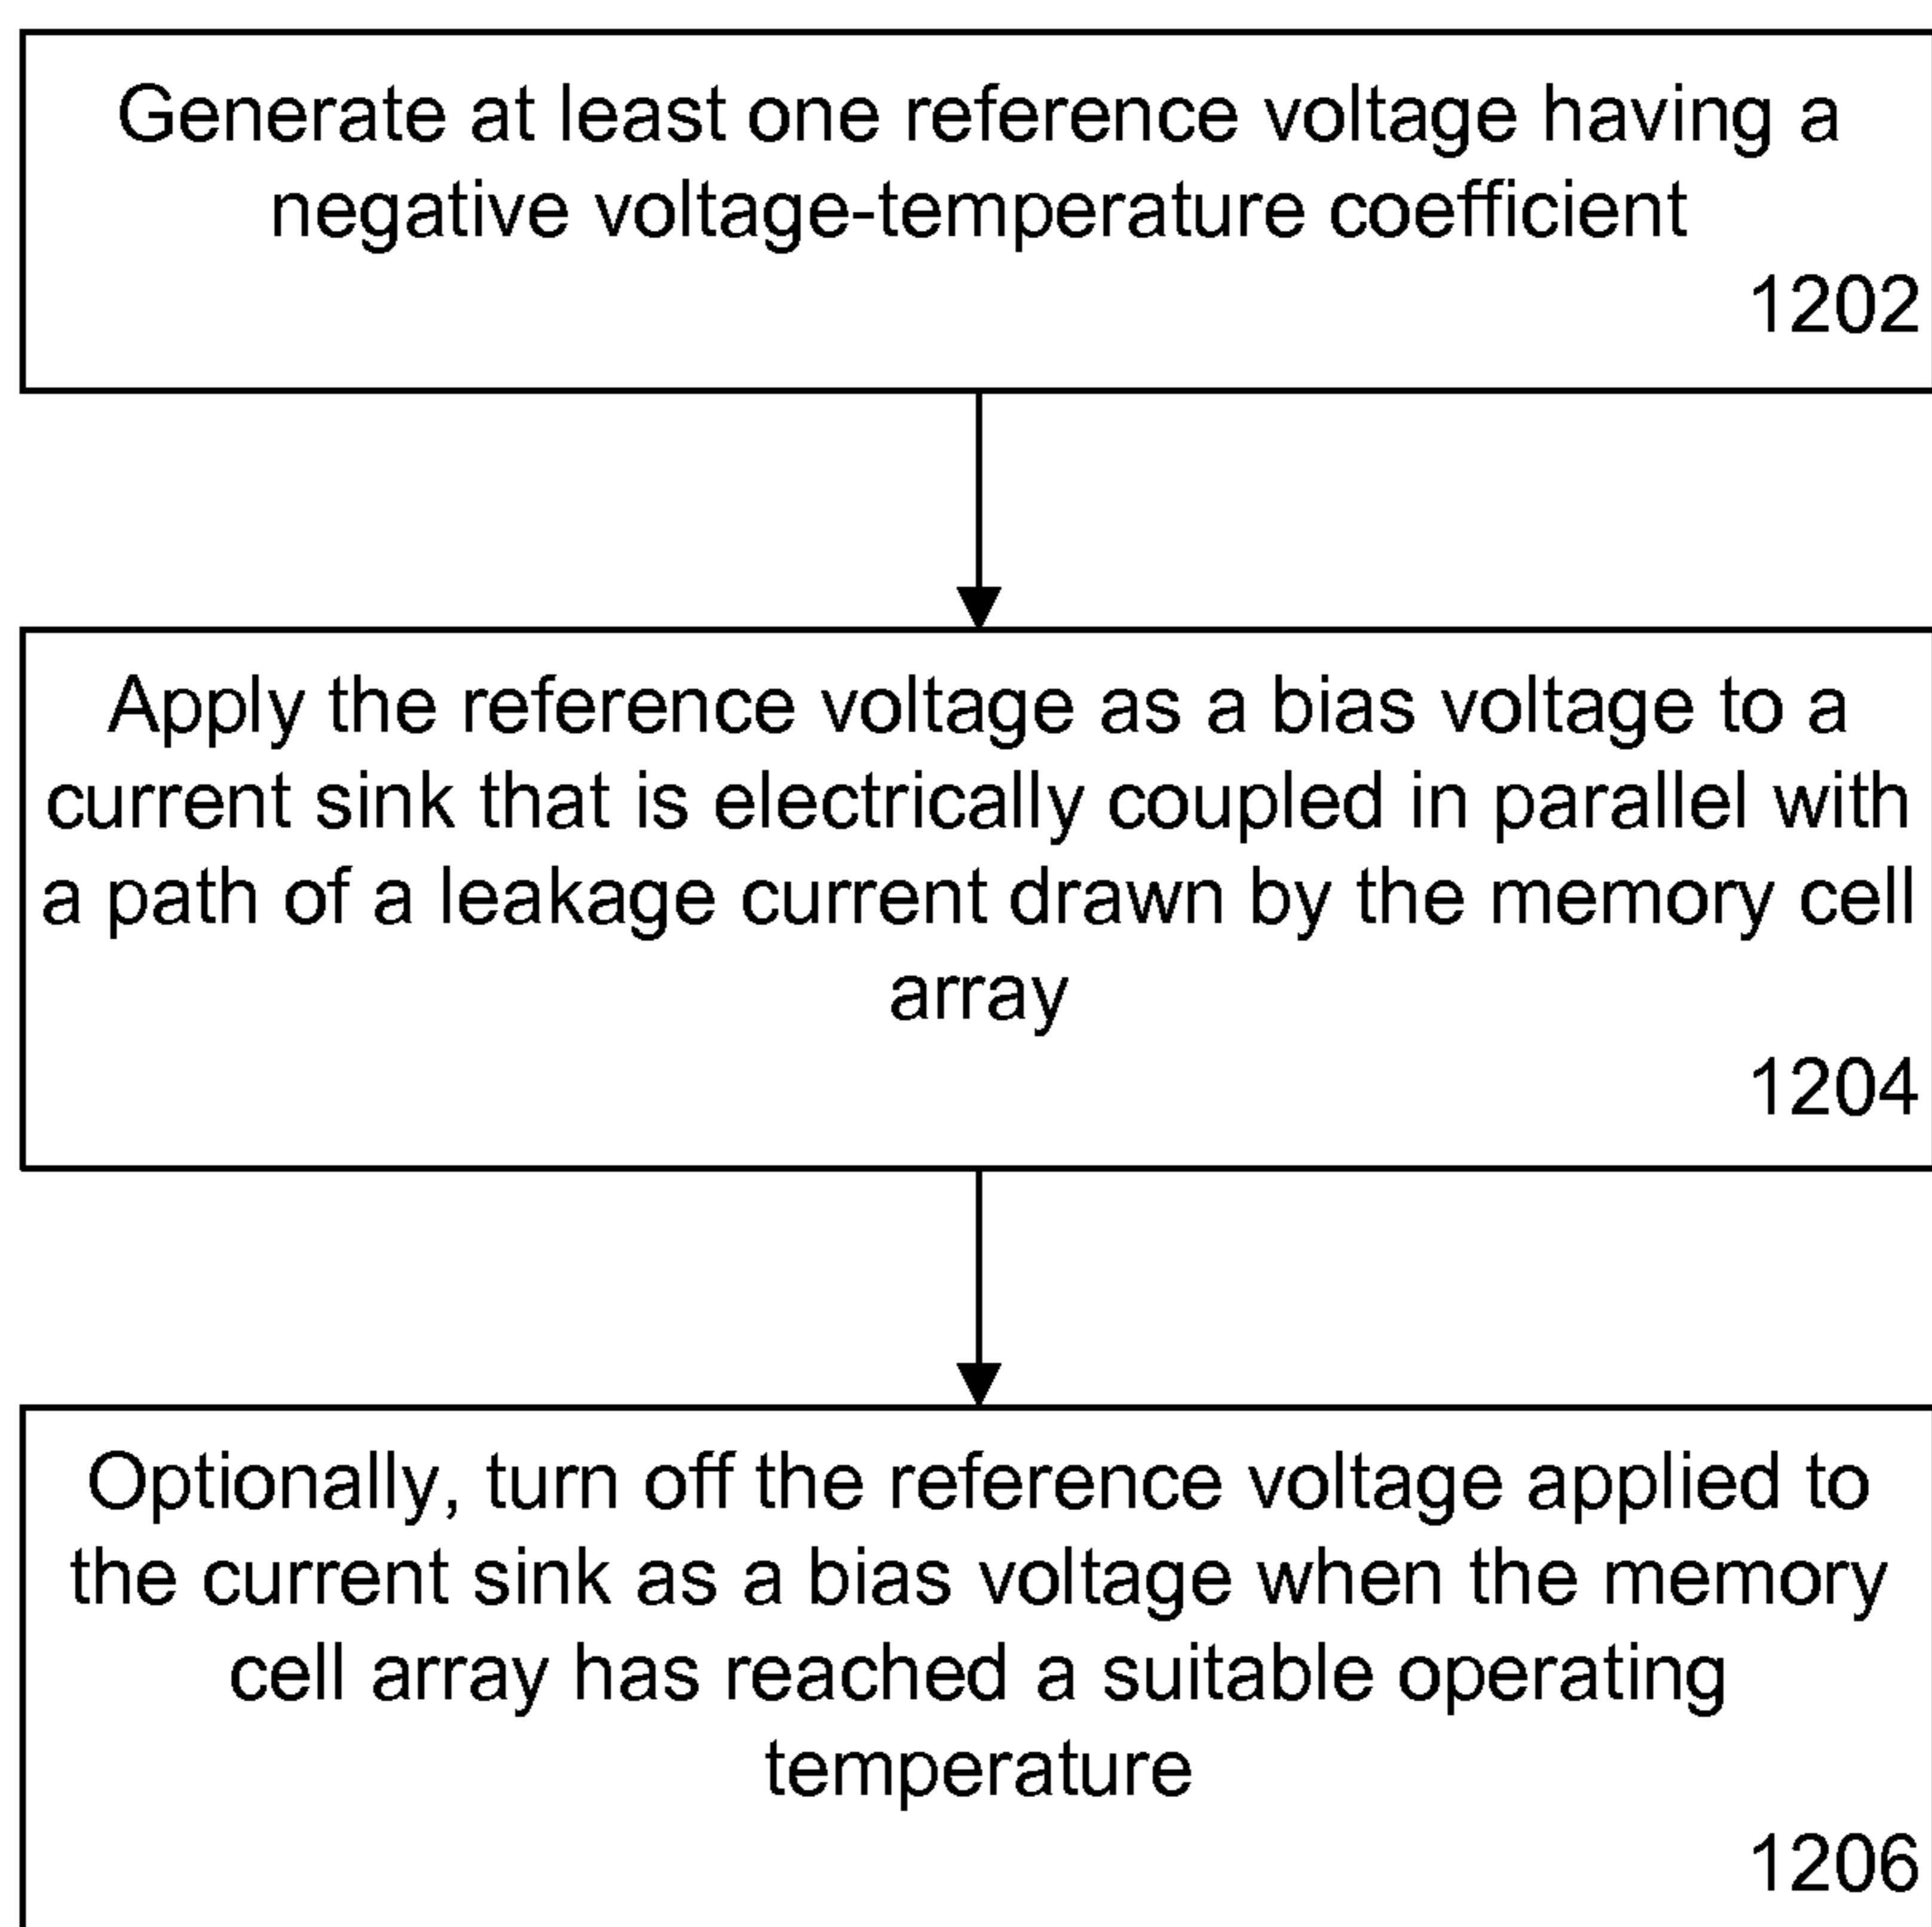 Generate at least one reference voltage having a
negative voltage-temperature coefficient
1202
Apply the reference voltage as a bias voltage to a
current sink that is electrically coupled in parallel with
a path of a leakage current drawn by the memory cell
array
1204
Optionally, turn off the reference voltage applied to
the current sink as a bias voltage when the memory
cell array has reached a suitable operating
temperature
1206